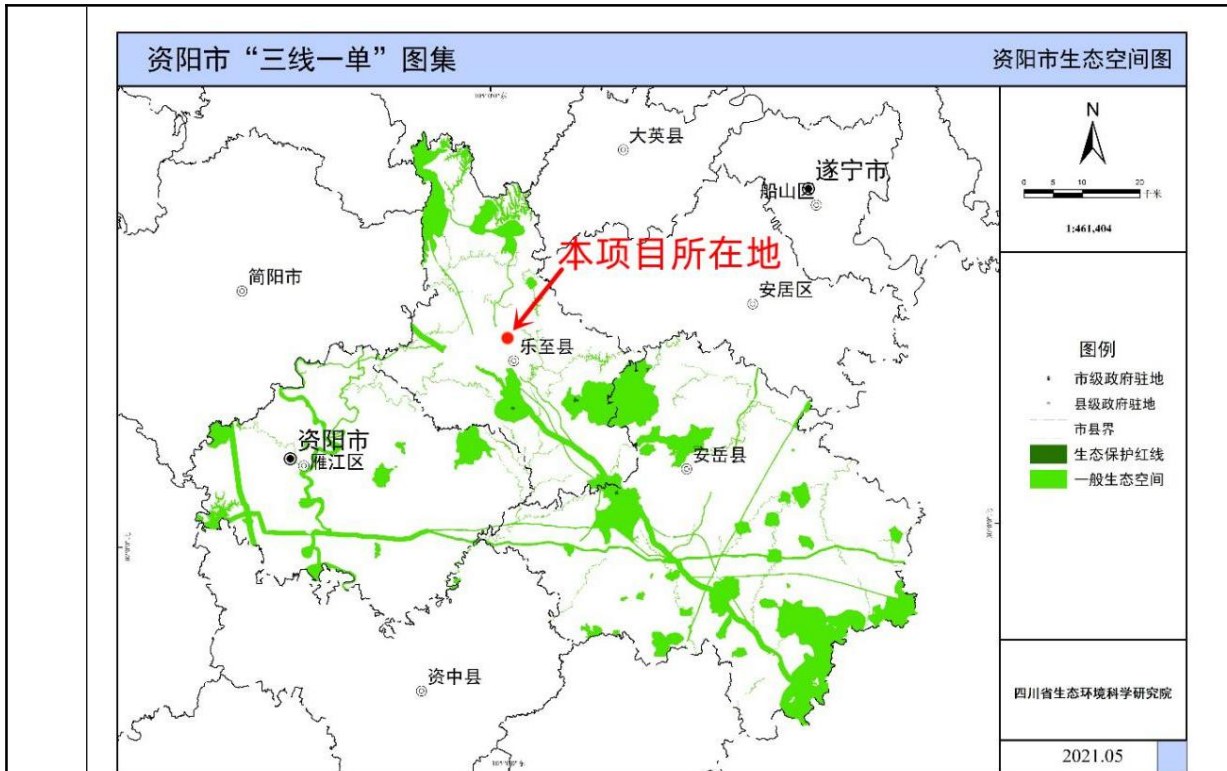 资阳市“三线一单”图集
资阳市生态空间图
大英县
遂宁市
船山区
本项目所在地
简阳市
安居区
乐至县
资阳市
雁江区
安岳县
资中县
N
0 5 10 20
千米
1:461,404
图例
市级政府驻地
县级政府驻地
市县界
生态保护红线
一般生态空间
四川省生态环境科学研究院
2021.05